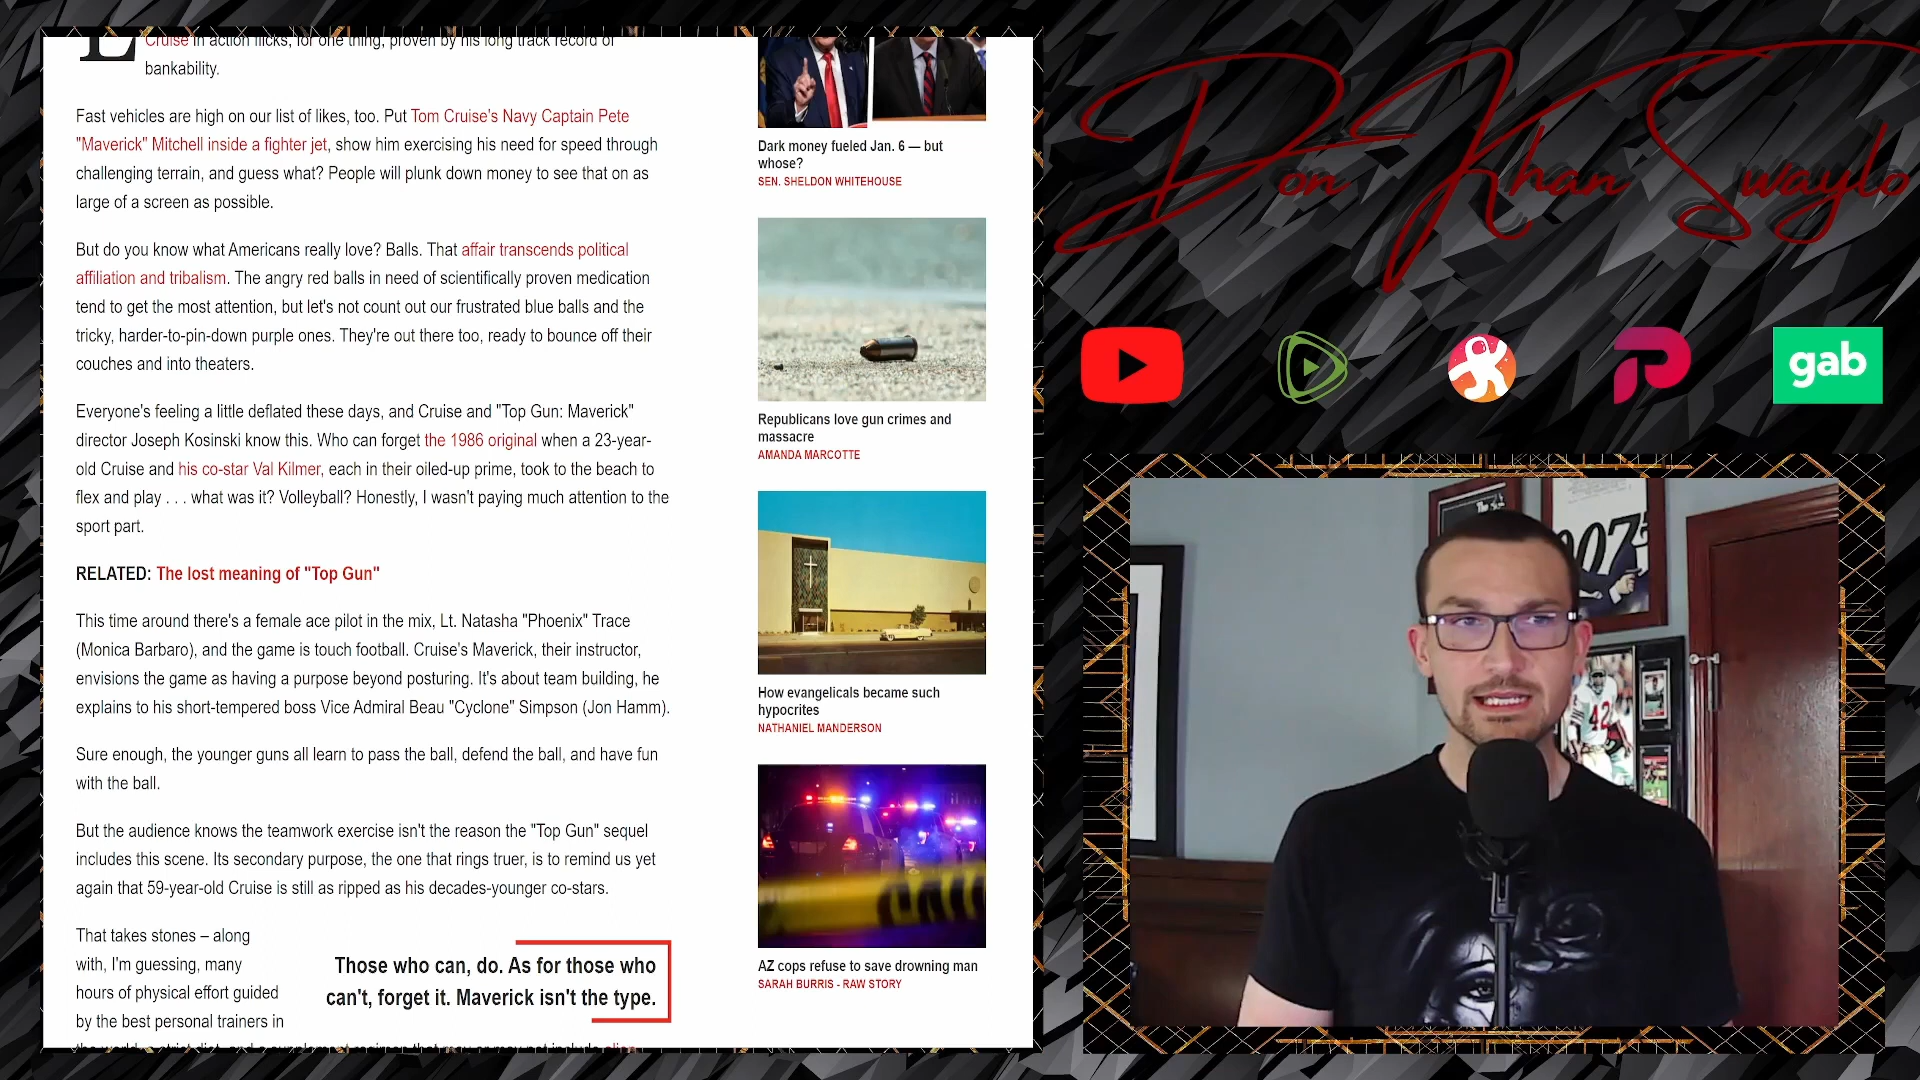 Cruise in action flicks, for one thing, proven by his long track record of
bankability.
Fast vehicles are high on our list of likes, too. Put Tom Cruise's Navy Captain Pete
"Maverick" Mitchell inside a fighter jet, show him exercising his need for speed through
challenging terrain, and guess what? People will plunk down money to see that on as
large of a screen as possible.
But do you know what Americans really love? Balls. That affair transcends political
affiliation and tribalism. The angry red balls in need of scientifically proven medication
tend to get the most attention, but let's not count out our frustrated blue balls and the
tricky, harder-to-pin-down purple ones. They're out there too, ready to bounce off their
couches and into theaters.
Everyone's feeling a little deflated these days, and Cruise and "Top Gun: Maverick"
director Joseph Kosinski know this. Who can forget the 1986 original when a 23-year-
old Cruise and his co-star Val Kilmer, each in their oiled-up prime, took to the beach to
flex and play . . . what was it? Volleyball? Honestly, I wasn't paying much attention to the
sport part.
RELATED: The lost meaning of "Top Gun"
This time around there's a female ace pilot in the mix, Lt. Natasha "Phoenix" Trace
(Monica Barbaro), and the game is touch football. Cruise's Maverick, their instructor,
envisions the game as having a purpose beyond posturing. It's about team building, he
explains to his short-tempered boss Vice Admiral Beau "Cyclone" Simpson (Jon Hamm).
Sure enough, the younger guns all learn to pass the ball, defend the ball, and have fun
with the ball.
But the audience knows the teamwork exercise isn't the reason the "Top Gun" sequel
includes this scene. Its secondary purpose, the one that rings truer, is to remind us yet
again that 59-year-old Cruise is still as ripped as his decades-younger co-stars.
That takes stones – along
with, I'm guessing, many
hours of physical effort guided
by the best personal trainers in
Those who can, do. As for those who
can't, forget it. Maverick isn't the type.
Dark money fueled Jan. 6 — but
whose?
SEN. SHELDON WHITEHOUSE
Republicans love gun crimes and
massacre
AMANDA MARCOTTE
How evangelicals became such
hypocrites
NATHANIEL MANDERSON
AZ cops refuse to save drowning man
SARAH BURRIS - RAW STORY
Don Khan Swaylo
gab
007
42